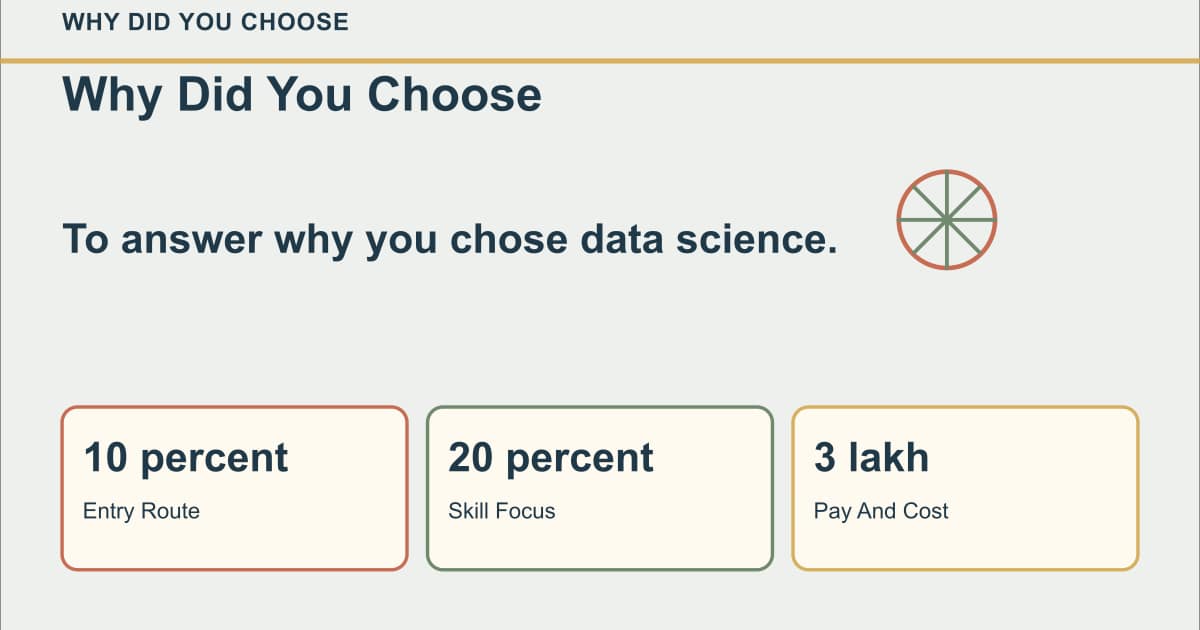 WHY DID YOU CHOOSE
Why Did You Choose
To answer why you chose data science.
10 percent
Entry Route
20 percent
Skill Focus
3 lakh
Pay And Cost